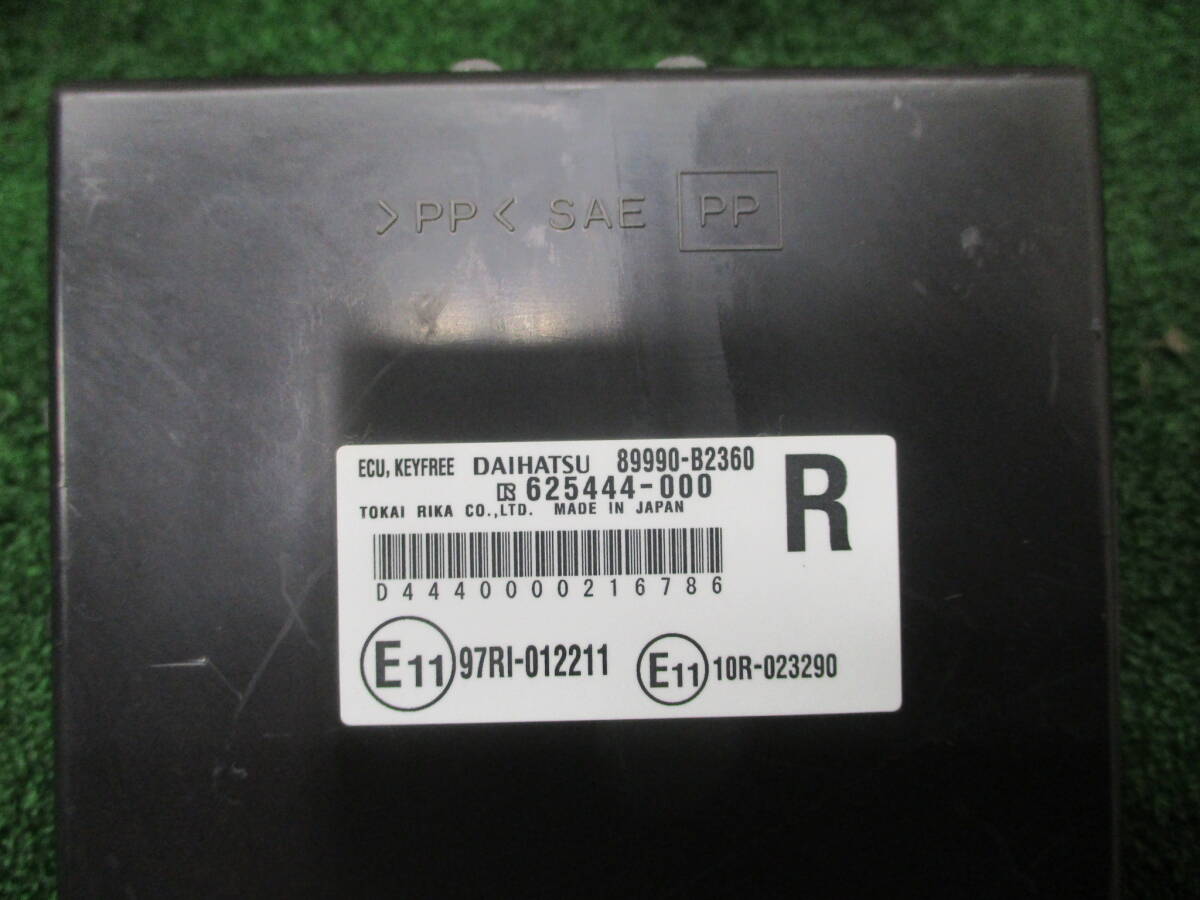 >PP< SAE PP
ECU, KEYFREE DAIHATSU 89990-B2360
625444-000
TOKAI RIKA CO.,LTD. MADE IN JAPAN
R
D4440000216786
E11 97RI-012211 E11 10R-023290